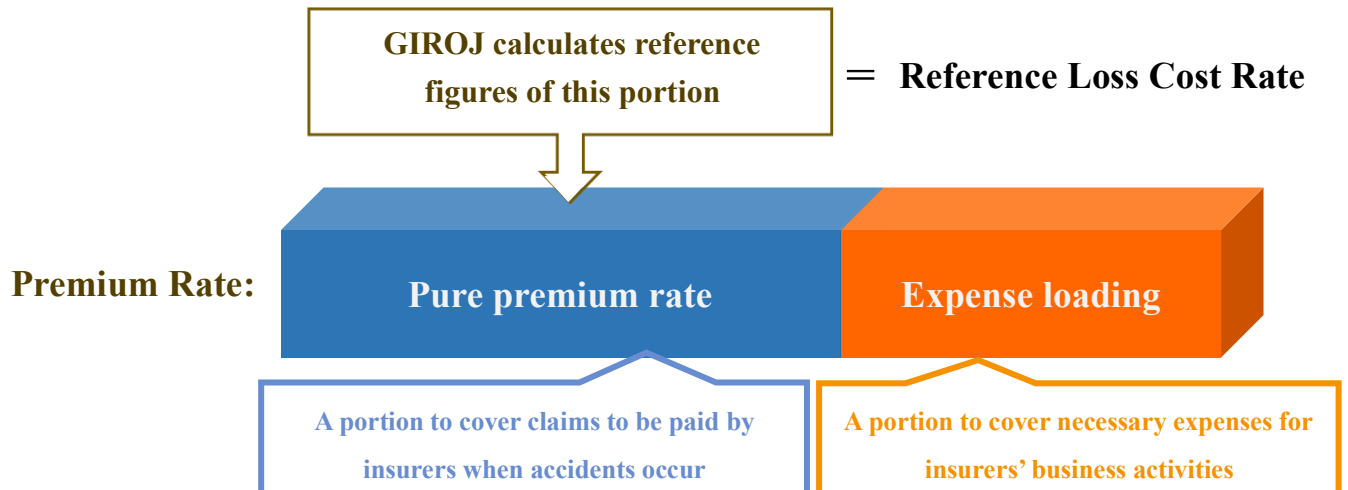 GIROJ calculates reference
figures of this portion
= Reference Loss Cost Rate
Premium Rate:
Pure premium rate
Expense loading
A portion to cover claims to be paid by
insurers when accidents occur
A portion to cover necessary expenses for
insurers’ business activities